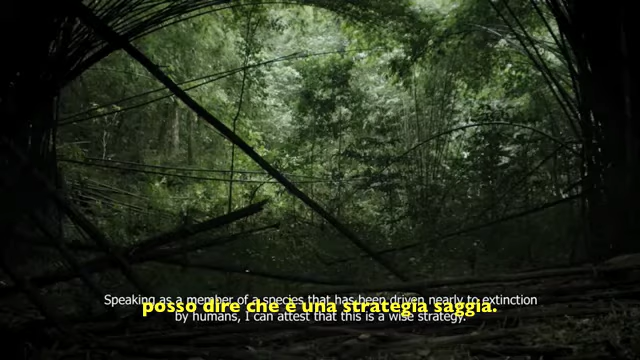 Speaking as a member of a species that has been driven nearly to extinction
posso dire che è una strategia saggia.
by humans, I can attest that this is a wise strategy.